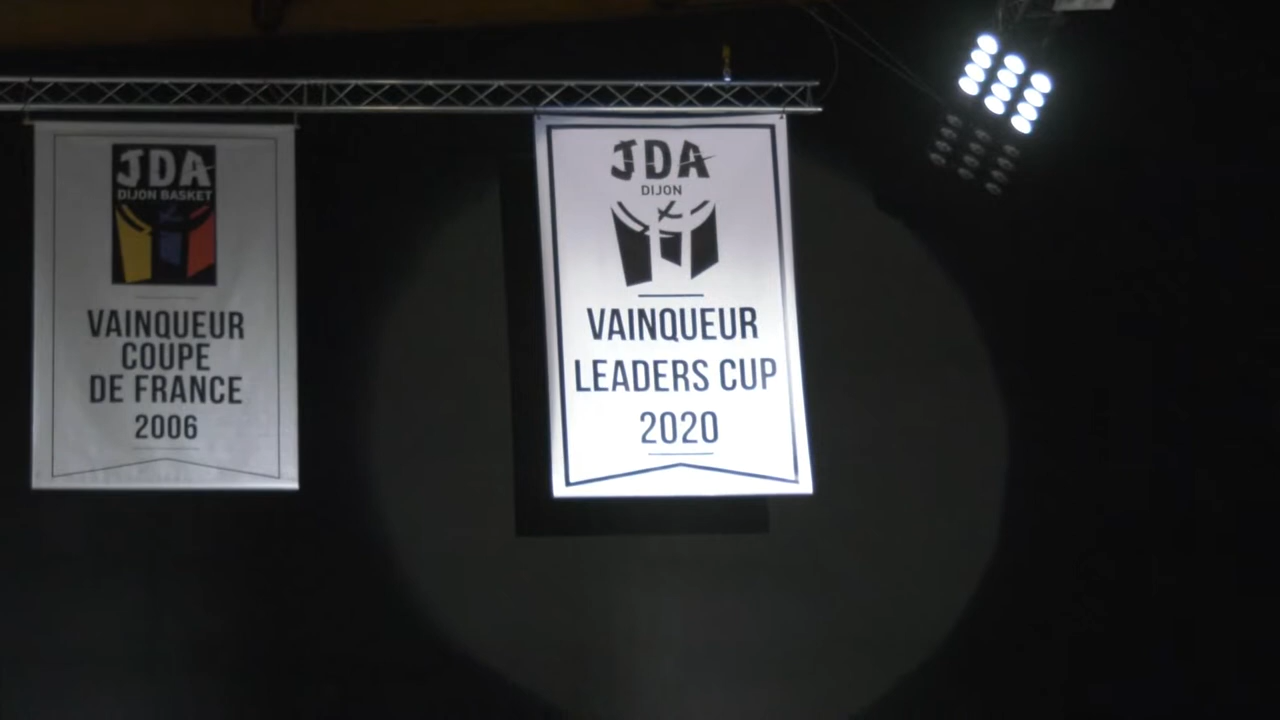 JDA
DIJON BASKET
VAINQUEUR
COUPE
DE FRANCE
2006
JDA
DIJON
VAINQUEUR
LEADERS CUP
2020